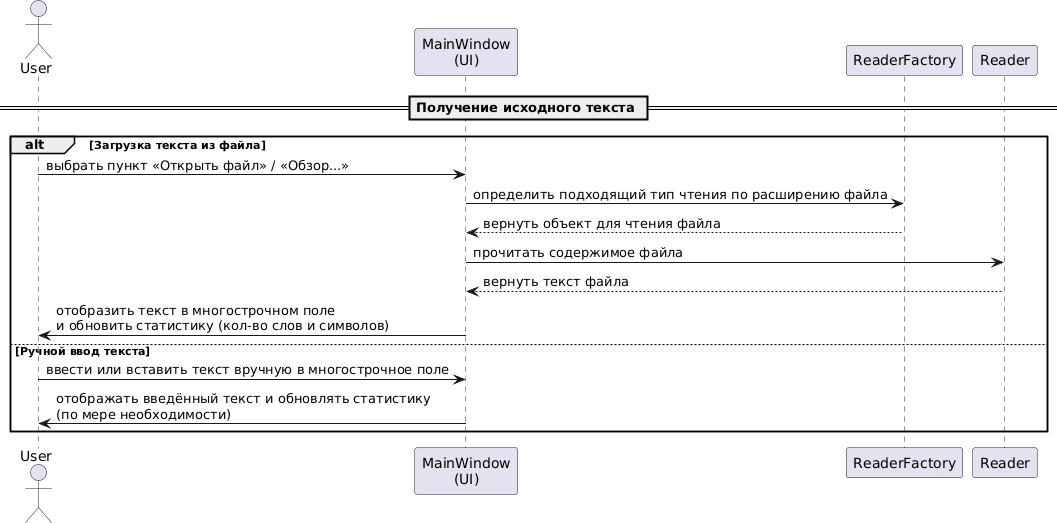 User
MainWindow
(UI)
ReaderFactory
Reader
Получение исходного текста
alt [Загрузка текста из файла]
выбрать пункт «Открыть файл» / «Обзор...»
определить подходящий тип чтения по расширению файла
вернуть объект для чтения файла
прочитать содержимое файла
вернуть текст файла
отобразить текст в многострочном поле
и обновить статистику (кол-во слов и символов)
[Ручной ввод текста]
ввести или вставить текст вручную в многострочное поле
отображать введённый текст и обновлять статистику
(по мере необходимости)
User
MainWindow
(UI)
ReaderFactory
Reader